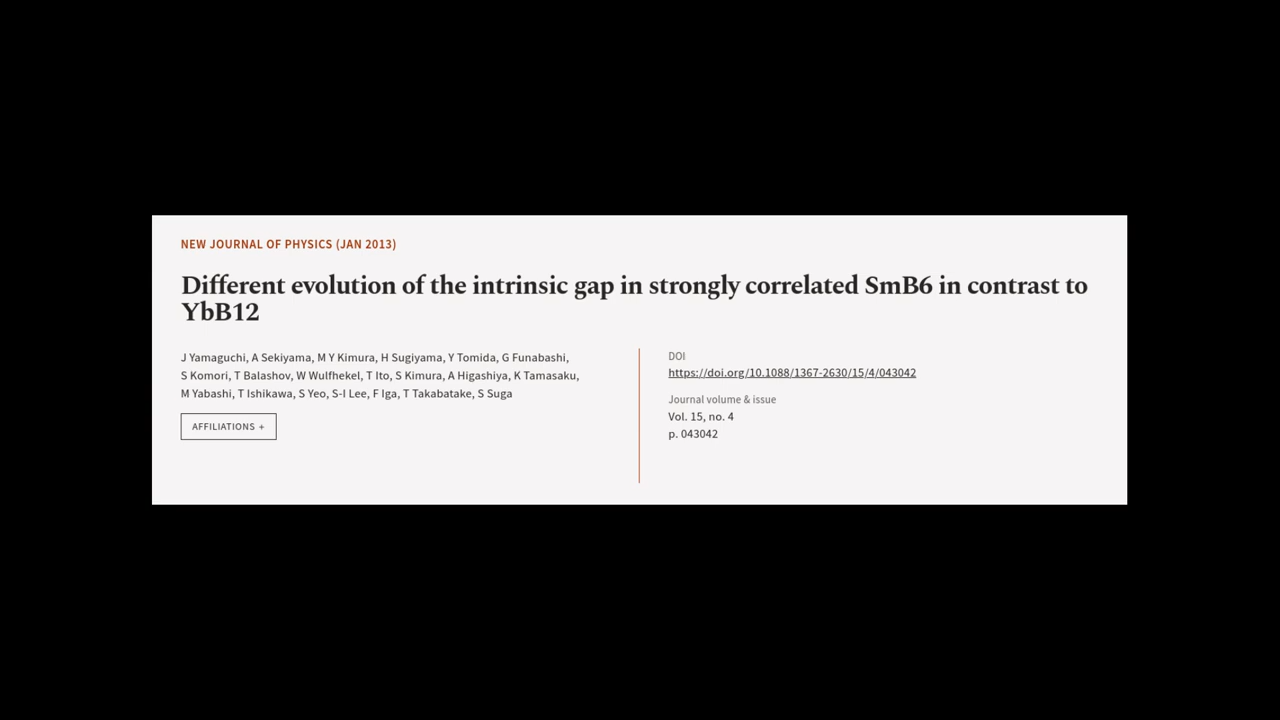 NEW JOURNAL OF PHYSICS (JAN 2013)
Different evolution of the intrinsic gap in strongly correlated SmB6 in contrast to
YbB12
J Yamaguchi, A Sekiyama, M Y Kimura, H Sugiyama, Y Tomida, G Funabashi,
S Komori, T Balashov, W Wulfhekel, T Ito, S Kimura, A Higashiya, K Tamasaku,
M Yabashi, T Ishikawa, S Yeo, S-I Lee, F Iga, T Takabatake, S Suga
AFFILIATIONS +
DOI
https://doi.org/10.1088/1367-2630/15/4/043042
Journal volume & issue
Vol. 15, no. 4
p. 043042